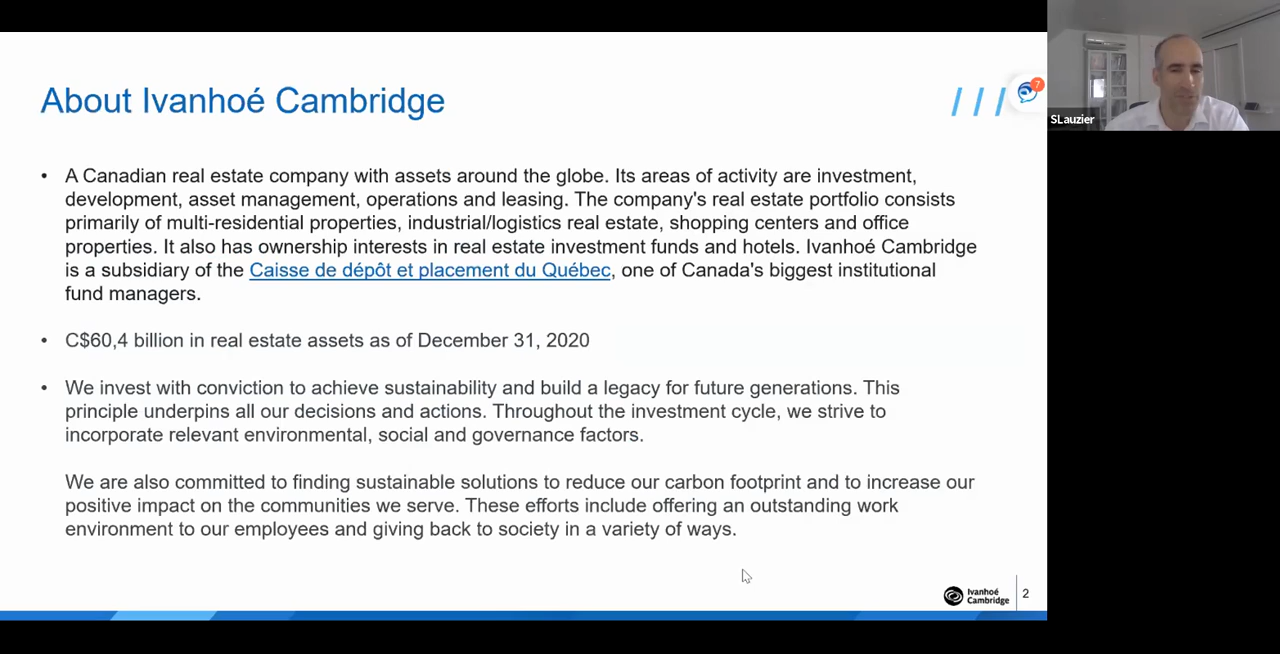 About Ivanhoé Cambridge
7
SLauzier
• A Canadian real estate company with assets around the globe. Its areas of activity are investment,
development, asset management, operations and leasing. The company's real estate portfolio consists
primarily of multi-residential properties, industrial/logistics real estate, shopping centers and office
properties. It also has ownership interests in real estate investment funds and hotels. Ivanhoé Cambridge
is a subsidiary of the Caisse de dépôt et placement du Québec, one of Canada's biggest institutional
fund managers.
• C$60,4 billion in real estate assets as of December 31, 2020
• We invest with conviction to achieve sustainability and build a legacy for future generations. This
principle underpins all our decisions and actions. Throughout the investment cycle, we strive to
incorporate relevant environmental, social and governance factors.
We are also committed to finding sustainable solutions to reduce our carbon footprint and to increase our
positive impact on the communities we serve. These efforts include offering an outstanding work
environment to our employees and giving back to society in a variety of ways.
Ivanhoé
Cambridge
2